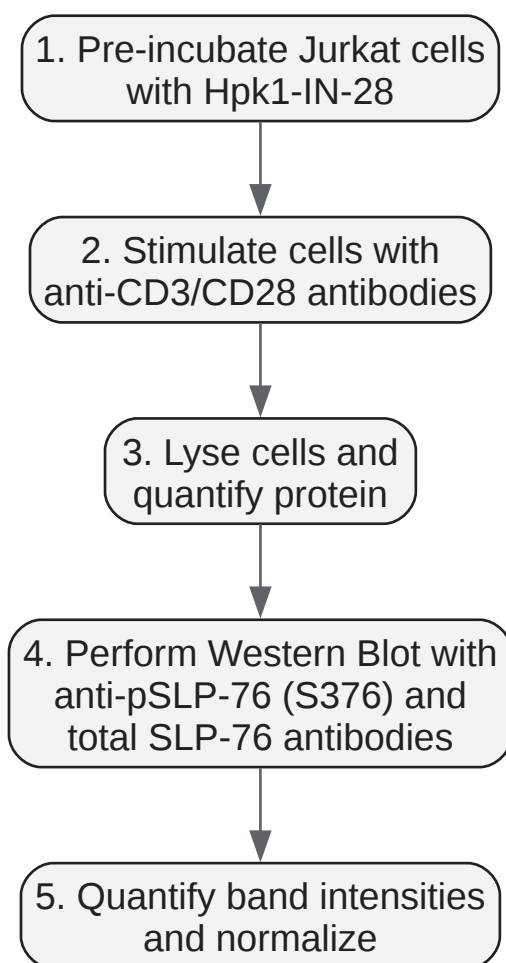 1. Pre-incubate Jurkat cells
with Hpk1-IN-28
2. Stimulate cells with
anti-CD3/CD28 antibodies
3. Lyse cells and
quantify protein
4. Perform Western Blot with
anti-pSLP-76 (S376) and
total SLP-76 antibodies
5. Quantify band intensities
and normalize